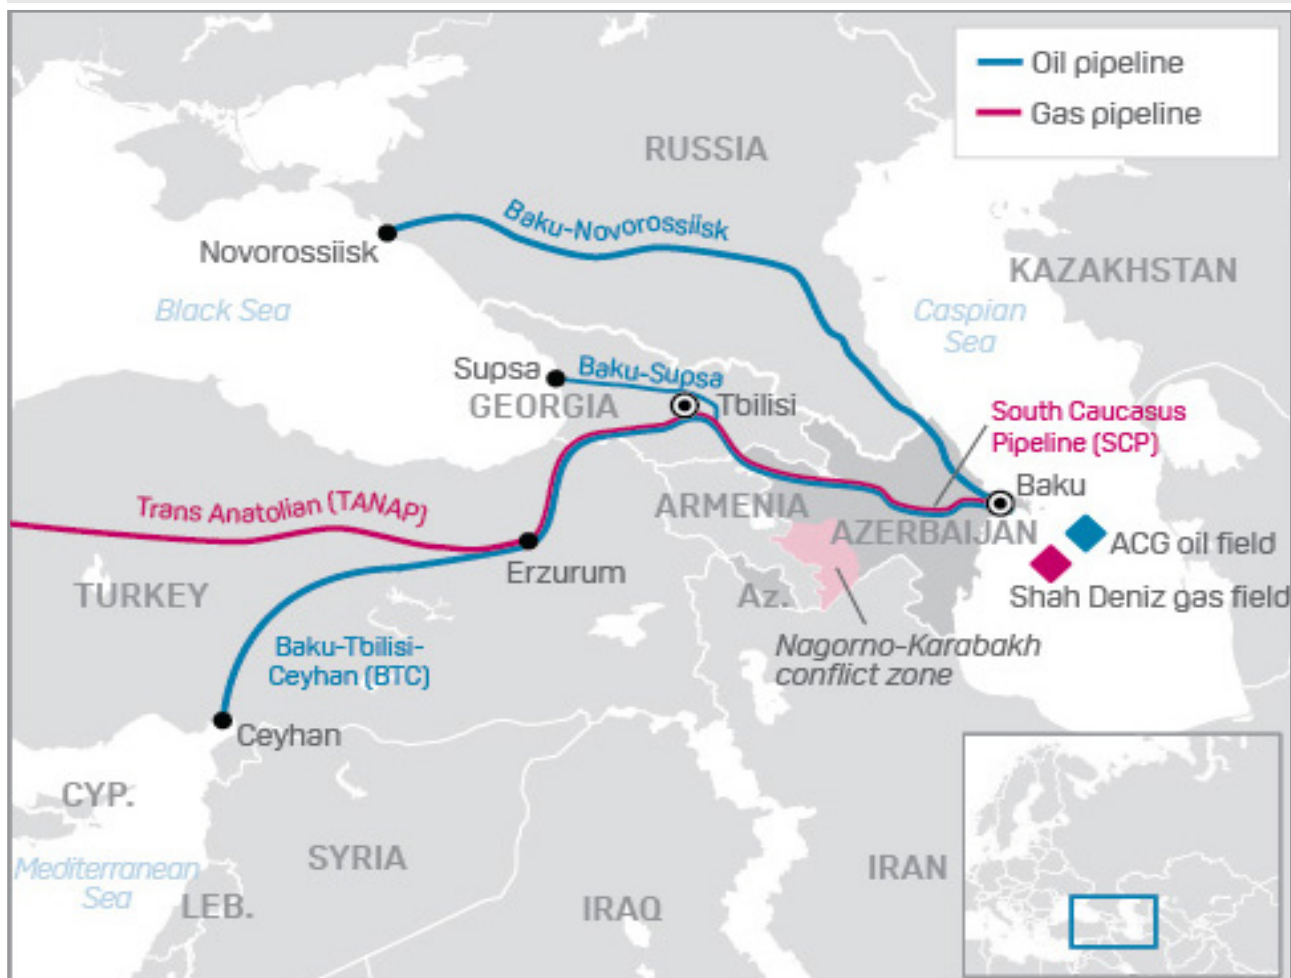 Oil pipeline
Gas pipeline
RUSSIA
Baku-Novorossiisk
Novorossiisk
KAZAKHSTAN
Black Sea
Caspian
Sea
Supsa
Baku-Supsa
GEORGIA
Tbilisi
South Caucasus
Pipeline (SCP)
Baku
Trans Anatolian (TANAP)
ARMENIA
AZERBAIJAN
ACG oil field
Erzurum
TURKEY
Az.
Shah Deniz gas field
Baku-Tbilisi-
Ceyhan (BTC)
Nagorno-Karabakh
conflict zone
Ceyhan
CYP.
SYRIA
IRAN
Mediterranean
Sea
LEB.
IRAQ